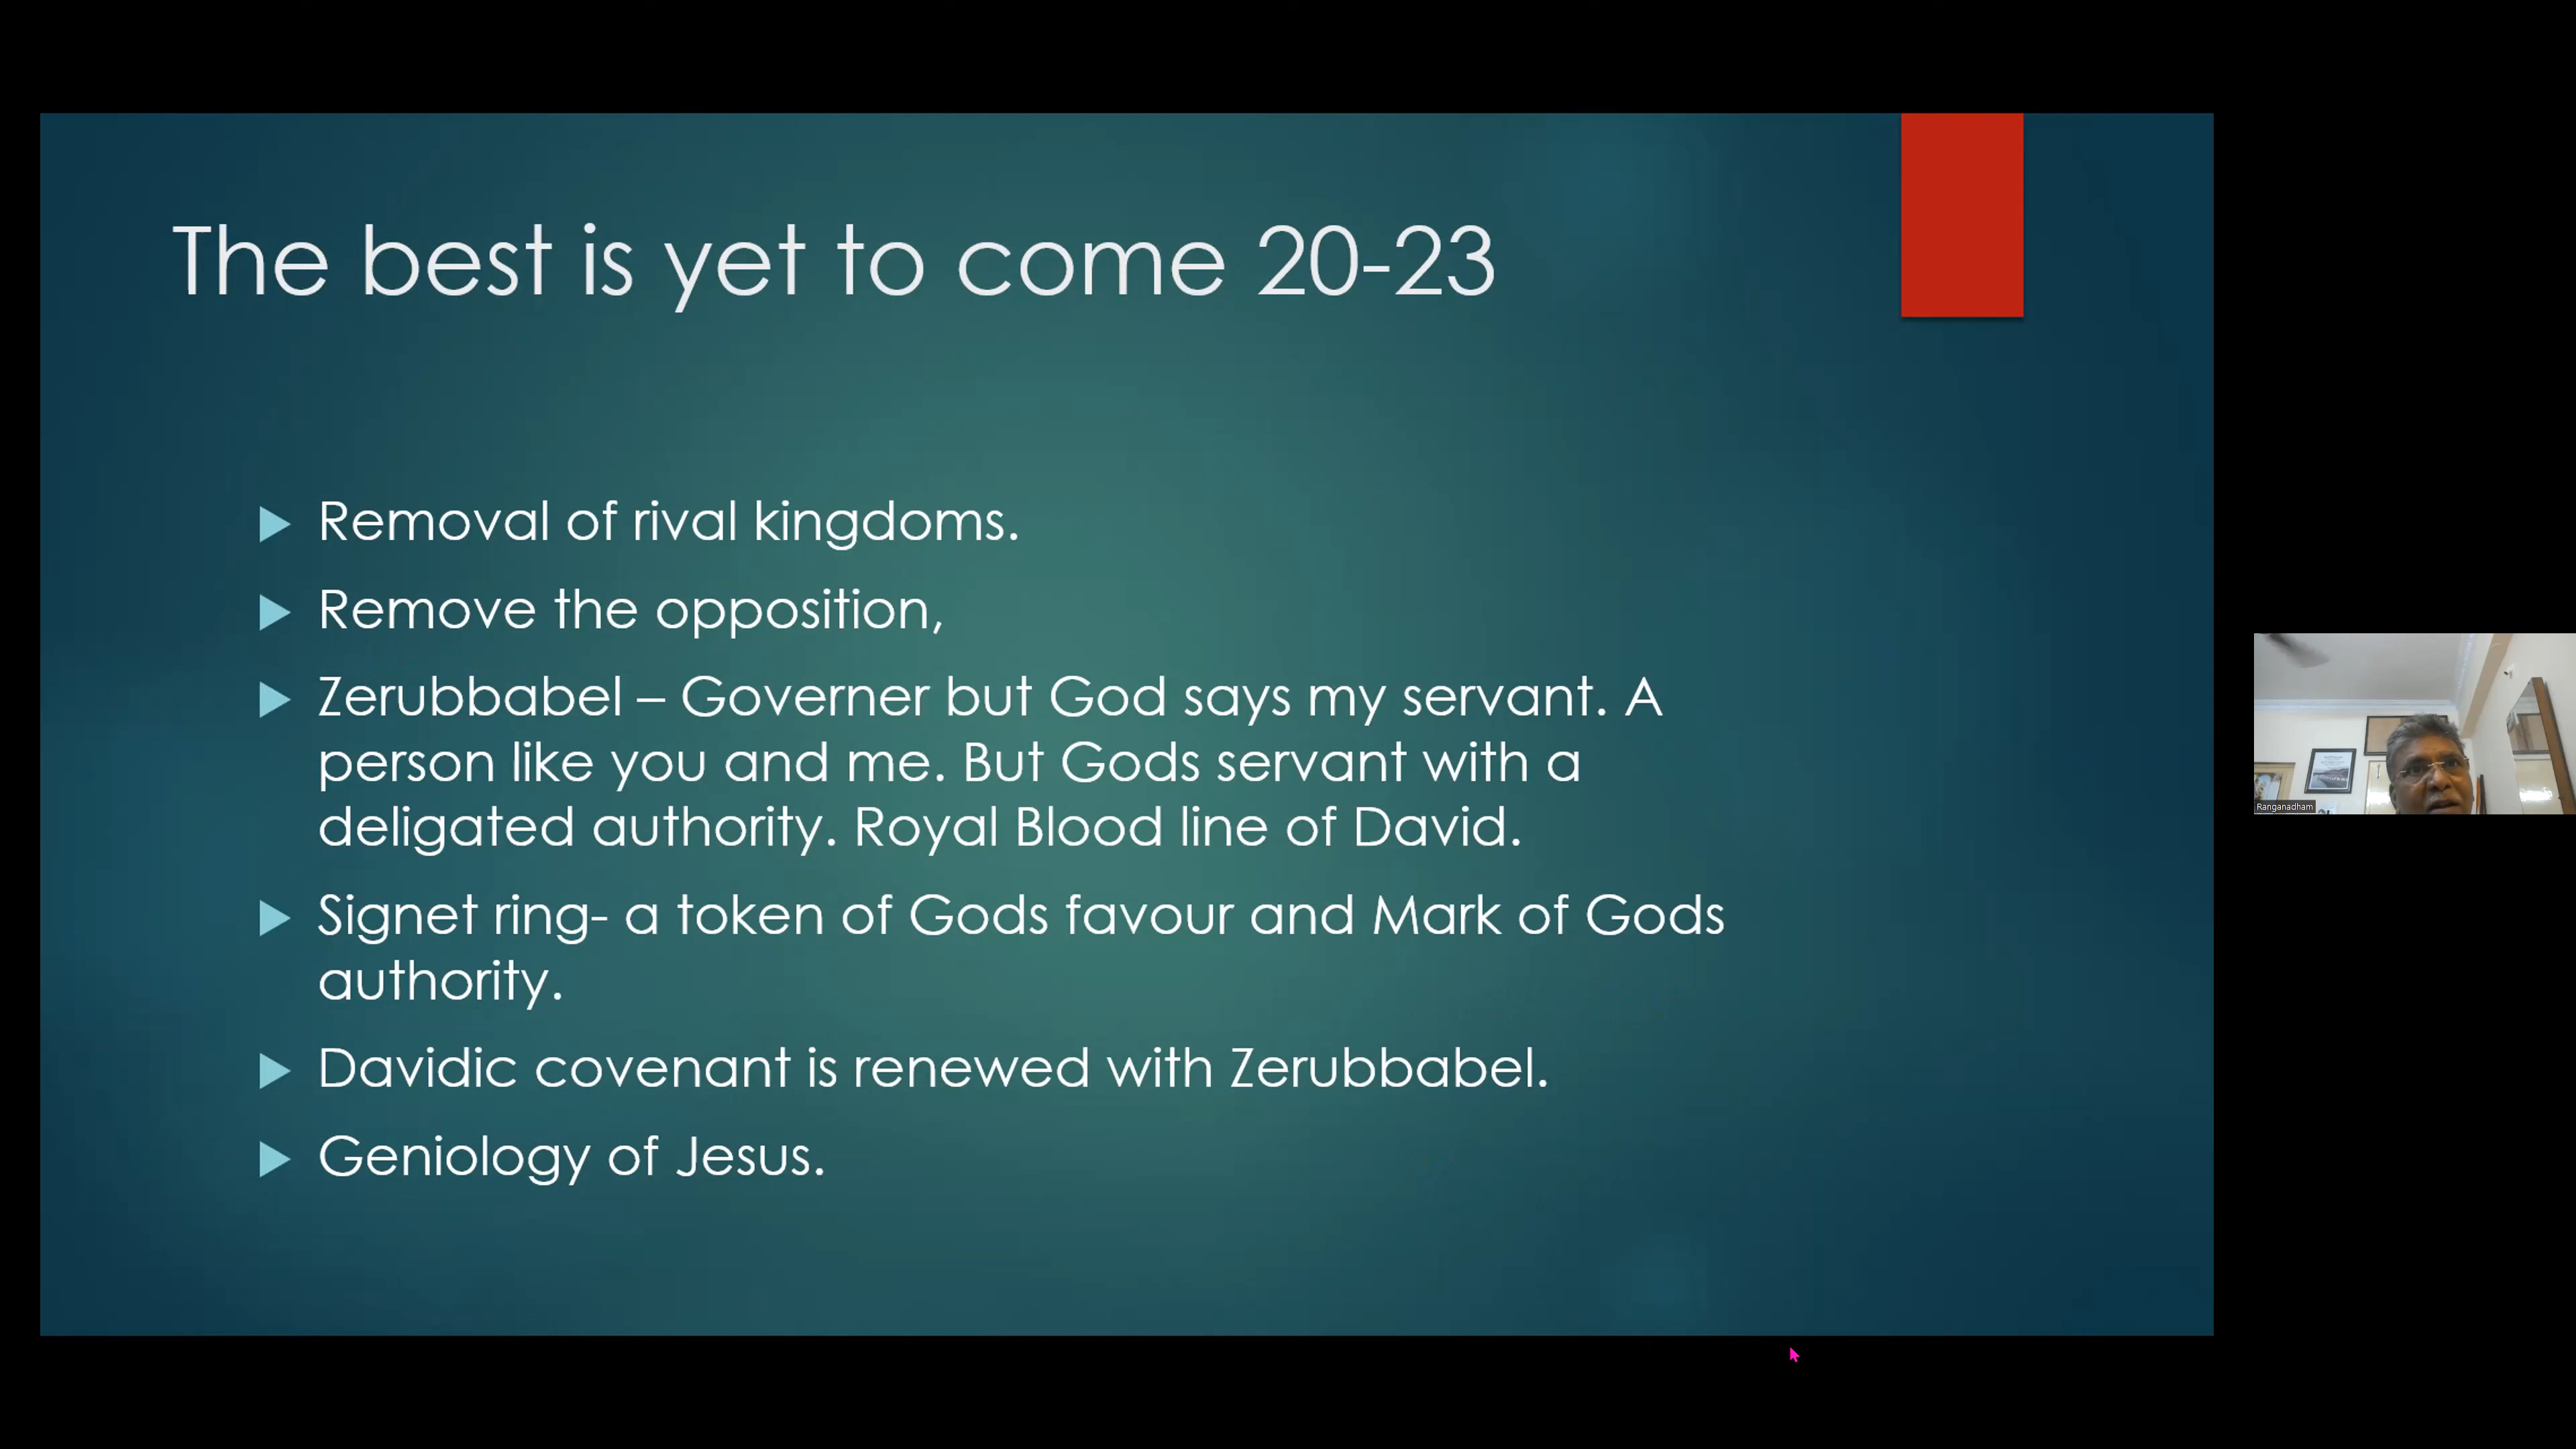 The best is yet to come 20-23
Removal of rival kingdoms.
Remove the opposition,
Zerubbabel – Governer but God says my servant. A
person like you and me. But Gods servant with a
deligated authority. Royal Blood line of David.
Signet ring- a token of Gods favour and Mark of Gods
authority.
Davidic covenant is renewed with Zerubbabel.
Geniology of Jesus.
Ranganadham